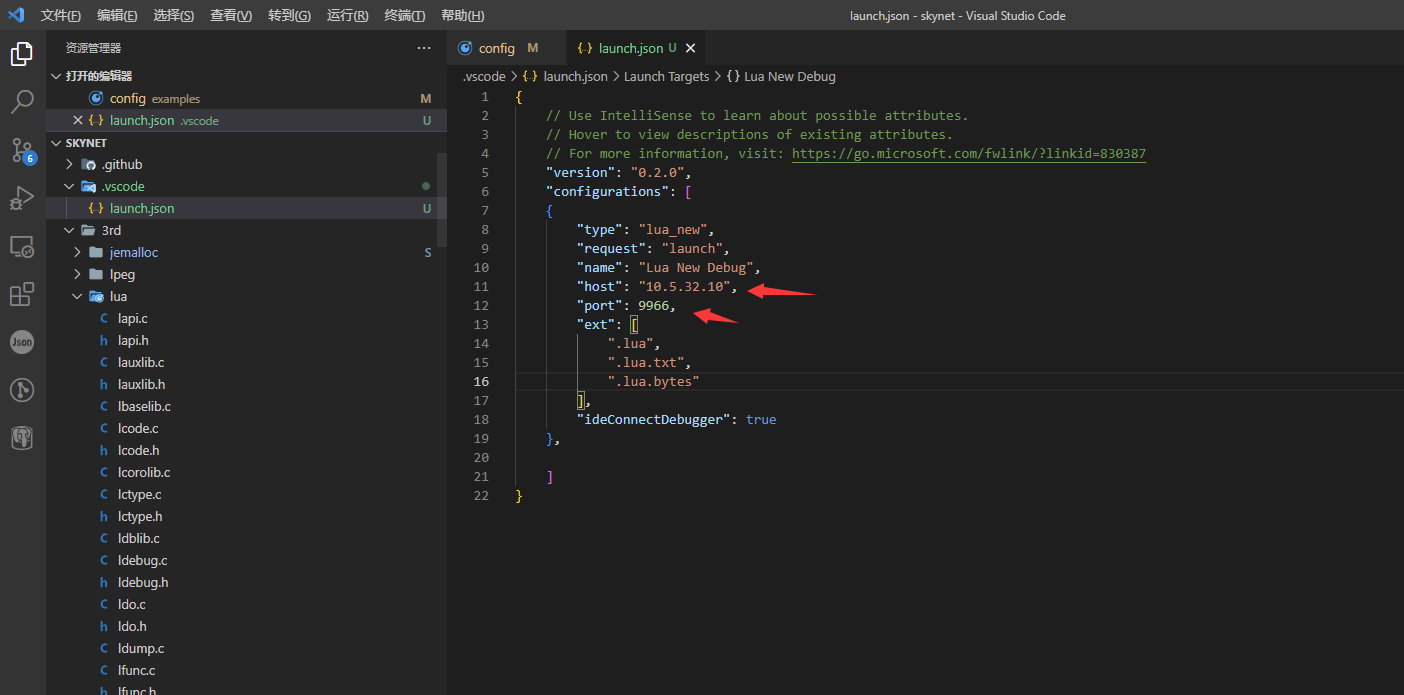 文件(F) 编辑(E) 选择(S) 查看(V) 转到(G) 运行(R) 终端(T) 帮助(H) launch.json - skynet - Visual Studio Code
资源管理器 ···
打开的编辑器
config examples M
launch.json .vscode U
SKYNET
.github
.vscode
launch.json U
3rd
jemalloc S
lpeg
lua
lapi.c
lapi.h
lauxlib.c
lauxlib.h
lbaselib.c
lcode.c
lcode.h
lcorolib.c
lctype.c
lctype.h
ldblib.c
ldebug.c
ldebug.h
ldo.c
ldo.h
ldump.c
lfunc.c
lfunc.h
6
Json
config M launch.json U
.vscode > {..} launch.json > Launch Targets > {} Lua New Debug
1 {
2 // Use IntelliSense to learn about possible attributes.
3 // Hover to view descriptions of existing attributes.
4 // For more information, visit: https://go.microsoft.com/fwlink/?linkid=830387
5 "version": "0.2.0",
6 "configurations": [
7 {
8 "type": "lua_new",
9 "request": "launch",
10 "name": "Lua New Debug",
11 "host": "10.5.32.10",
12 "port": 9966,
13 "ext": [
14 ".lua",
15 ".lua.txt",
16 ".lua.bytes"
17 ],
18 "ideConnectDebugger": true
19 },
20
21 ]
22 }